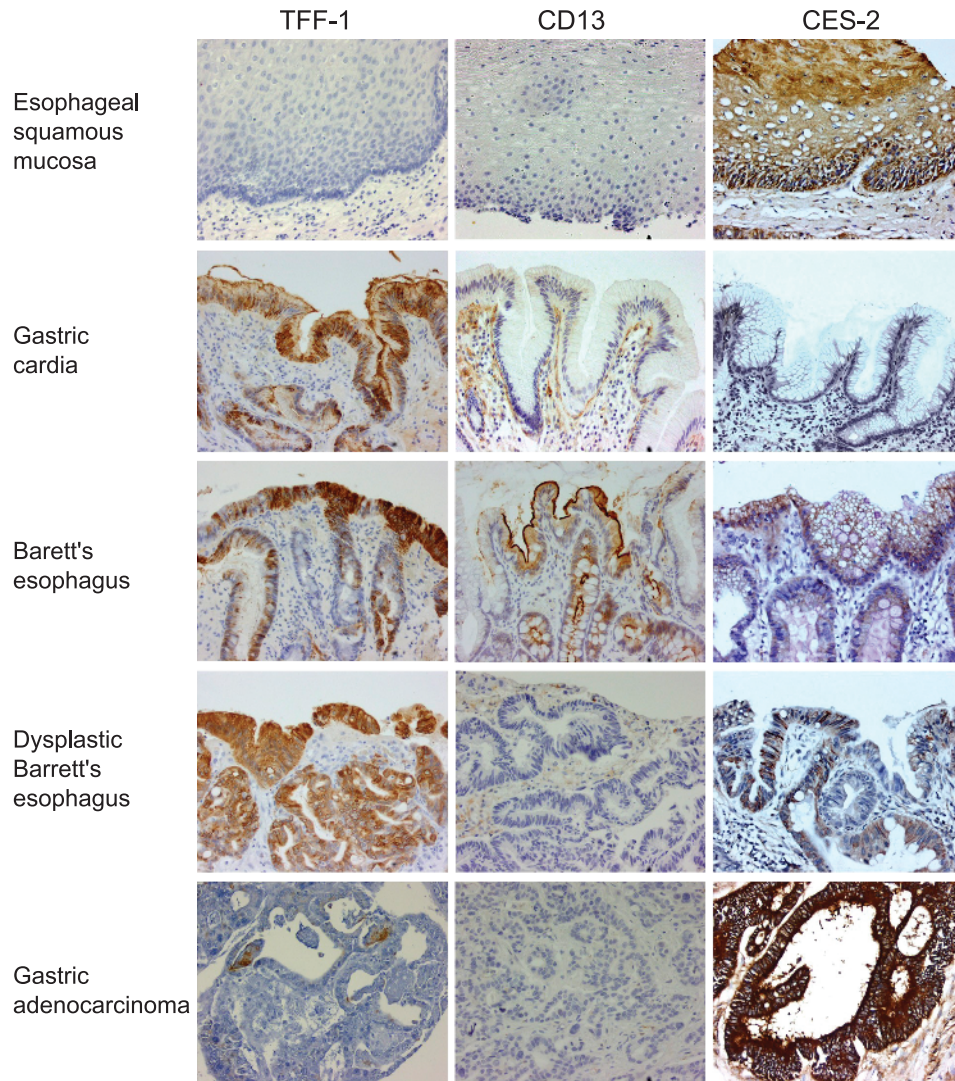 TFF-1 CD13 CES-2
Esophageal
squamous
mucosa
Gastric
cardia
Barett's
esophagus
Dysplastic
Barrett's
esophagus
Gastric
adenocarcinoma